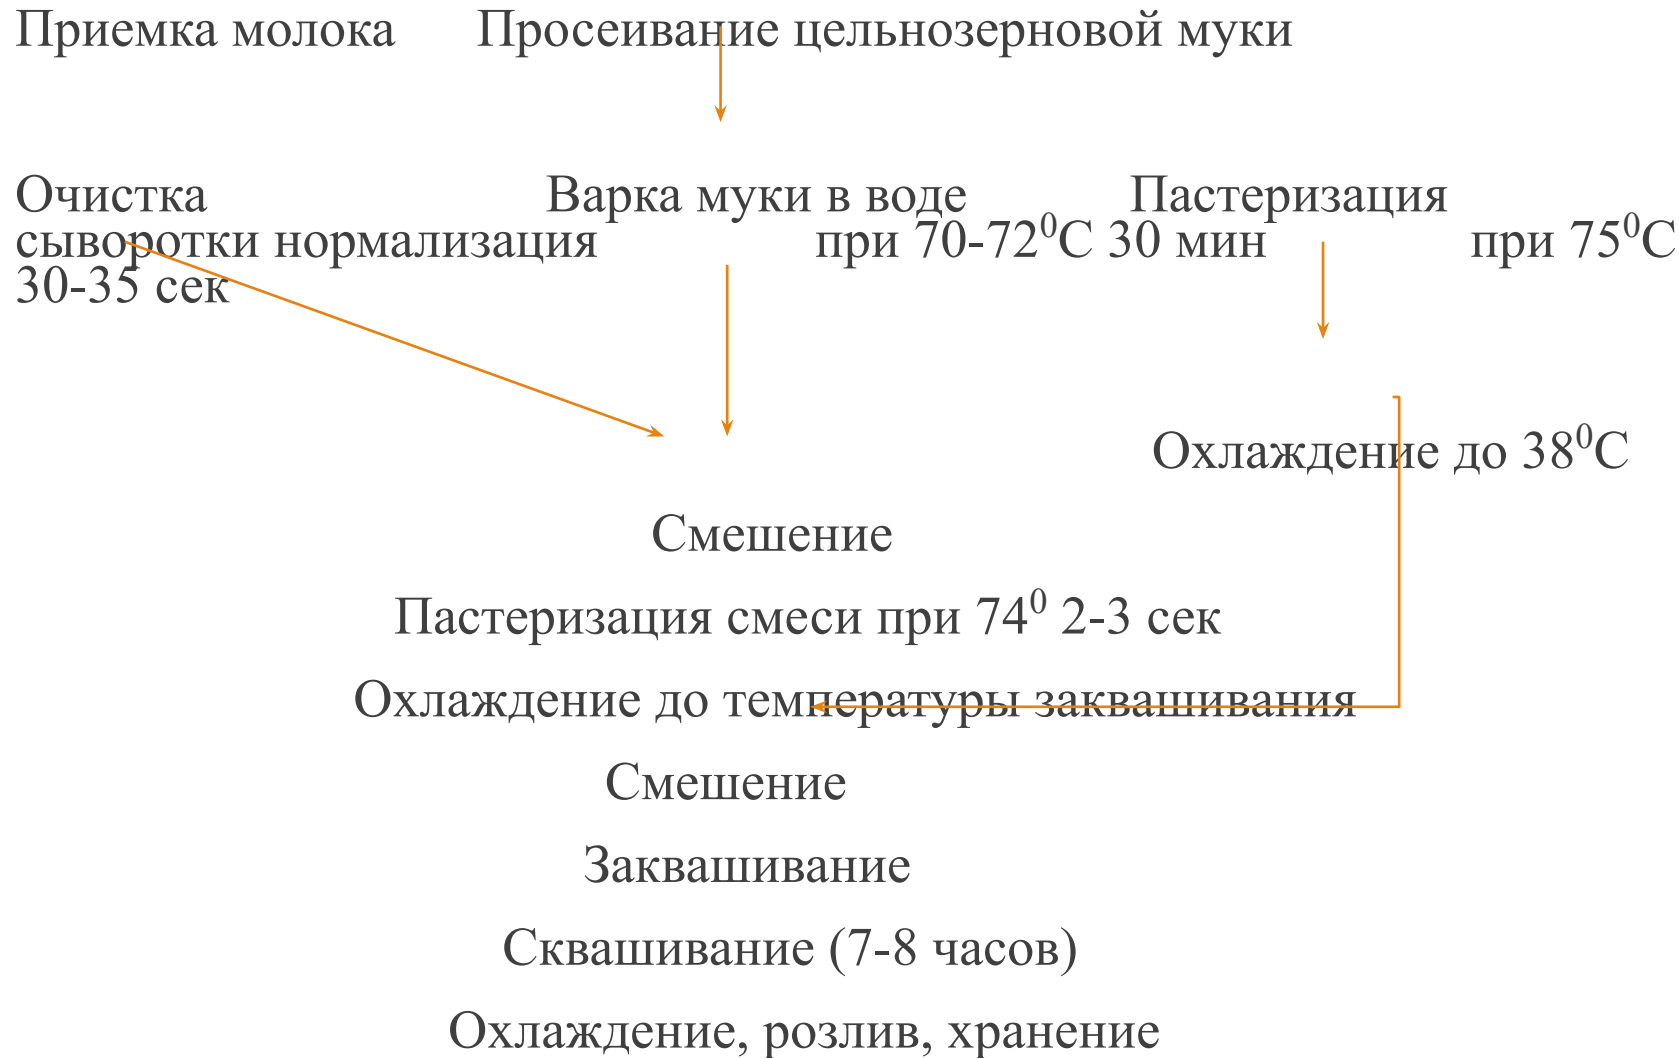 Приемка молока Просеивание цельнозерновой муки
Очистка Варка муки в воде Пастеризация
сыворотки нормализация при 70-72⁰С 30 мин при 75⁰С
30-35 сек
Охлаждение до 38⁰С
Смешение
Пастеризация смеси при 74⁰ 2-3 сек
Охлаждение до температуры заквашивания
Смешение
Заквашивание
Сквашивание (7-8 часов)
Охлаждение, розлив, хранение